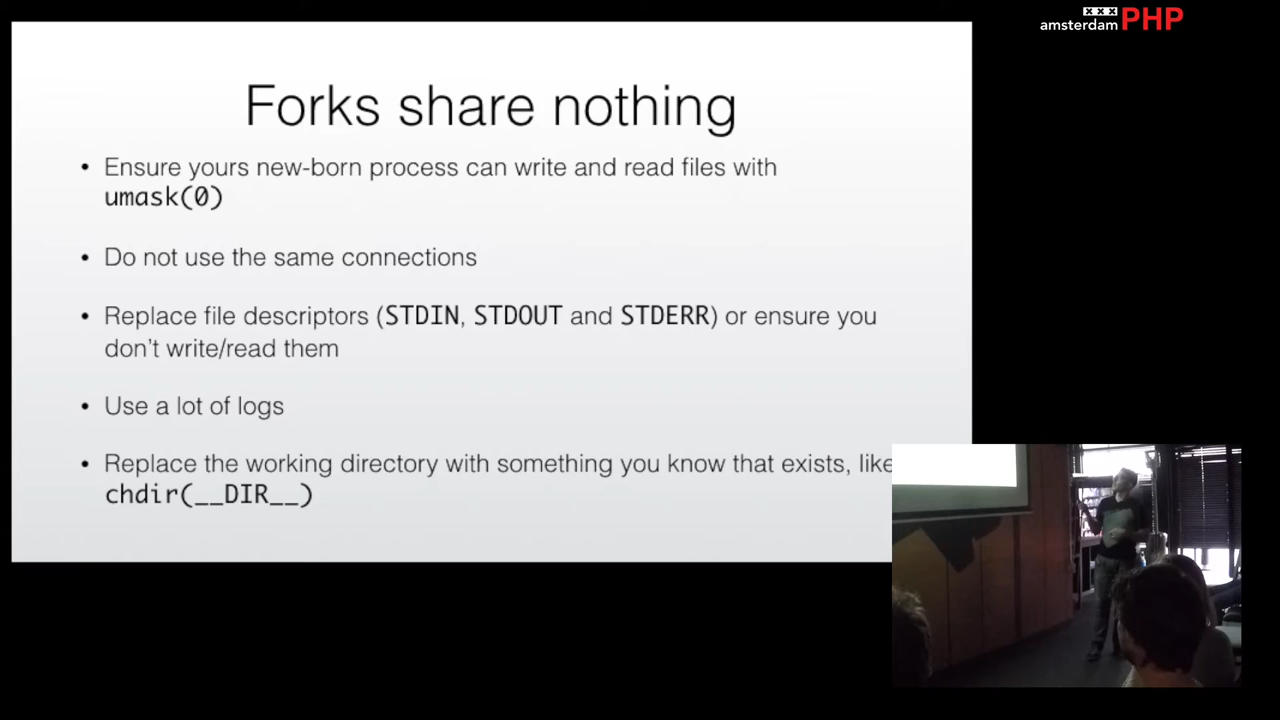 amsterdamPHP
Forks share nothing
• Ensure yours new-born process can write and read files with
umask(0)
• Do not use the same connections
• Replace file descriptors (STDIN, STDOUT and STDERR) or ensure you
don't write/read them
• Use a lot of logs
• Replace the working directory with something you know that exists, like
chdir(__DIR__)